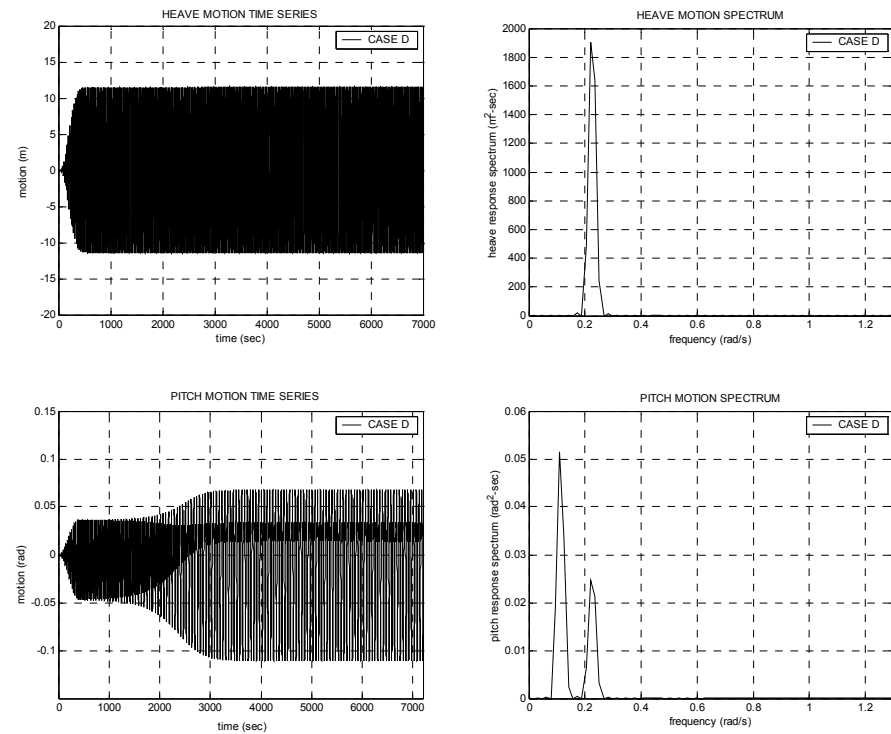 HEAVE MOTION TIME SERIES
CASE D
20
15
10
5
0
-5
-10
-15
-20
motion (m)
0 1000 2000 3000 4000 5000 6000 7000
time (sec)
HEAVE MOTION SPECTRUM
CASE D
2000
1800
1600
1400
1200
1000
800
600
400
200
0
heave response spectrum (m²-sec)
0 0.2 0.4 0.6 0.8 1 1.2
frequency (rad/s)
PITCH MOTION TIME SERIES
CASE D
0.15
0.1
0.05
0
-0.05
-0.1
motion (rad)
0 1000 2000 3000 4000 5000 6000 7000
time (sec)
PITCH MOTION SPECTRUM
CASE D
0.06
0.05
0.04
0.03
0.02
0.01
0
pitch response spectrum (rad²-sec)
0 0.2 0.4 0.6 0.8 1 1.2
frequency (rad/s)